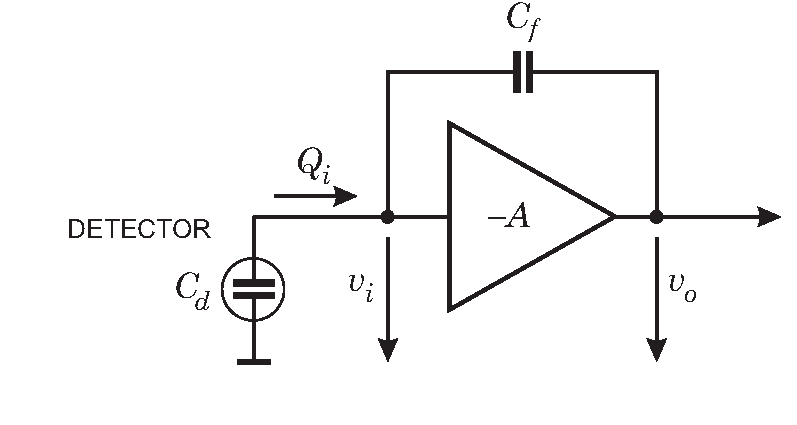 C_f
Q_i
DETECTOR
–A
C_d
v_i
v_o